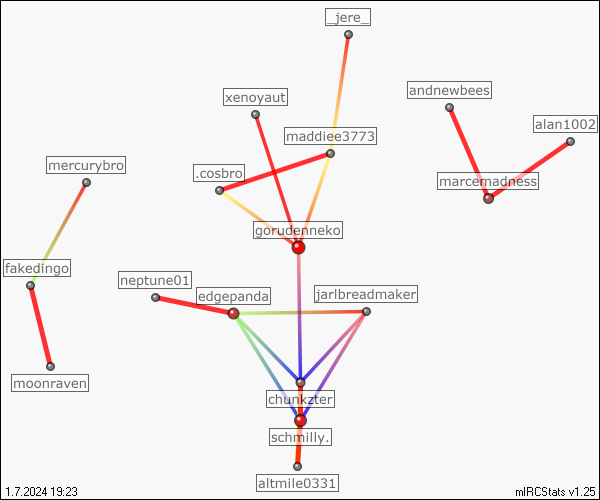 _jere_
xenoyaut
andnewbees
alan1002
maddiee3773
mercurybro
.cosbro
marcemadness
gorudenneko
fakedingo
neptune01
edgepanda
jarlbreadmaker
moonraven
chunkzter
schmilly.
altmile0331
1.7.2024 19:23
mIRCStats v1.25